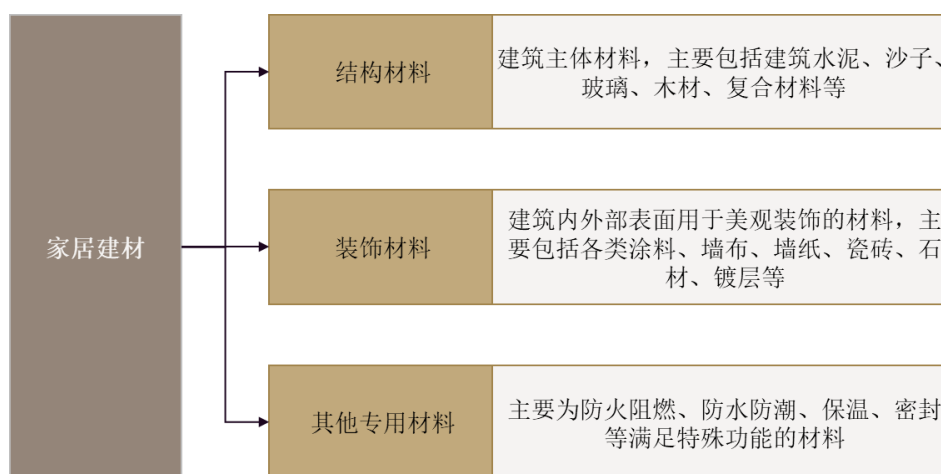 家居建材
结构材料
建筑主体材料，主要包括建筑水泥、沙子、
玻璃、木材、复合材料等
装饰材料
建筑内外部表面用于美观装饰的材料，主
要包括各类涂料、墙布、墙纸、瓷砖、石
材、镀层等
其他专用材料
主要为防火阻燃、防水防潮、保温、密封
等满足特殊功能的材料